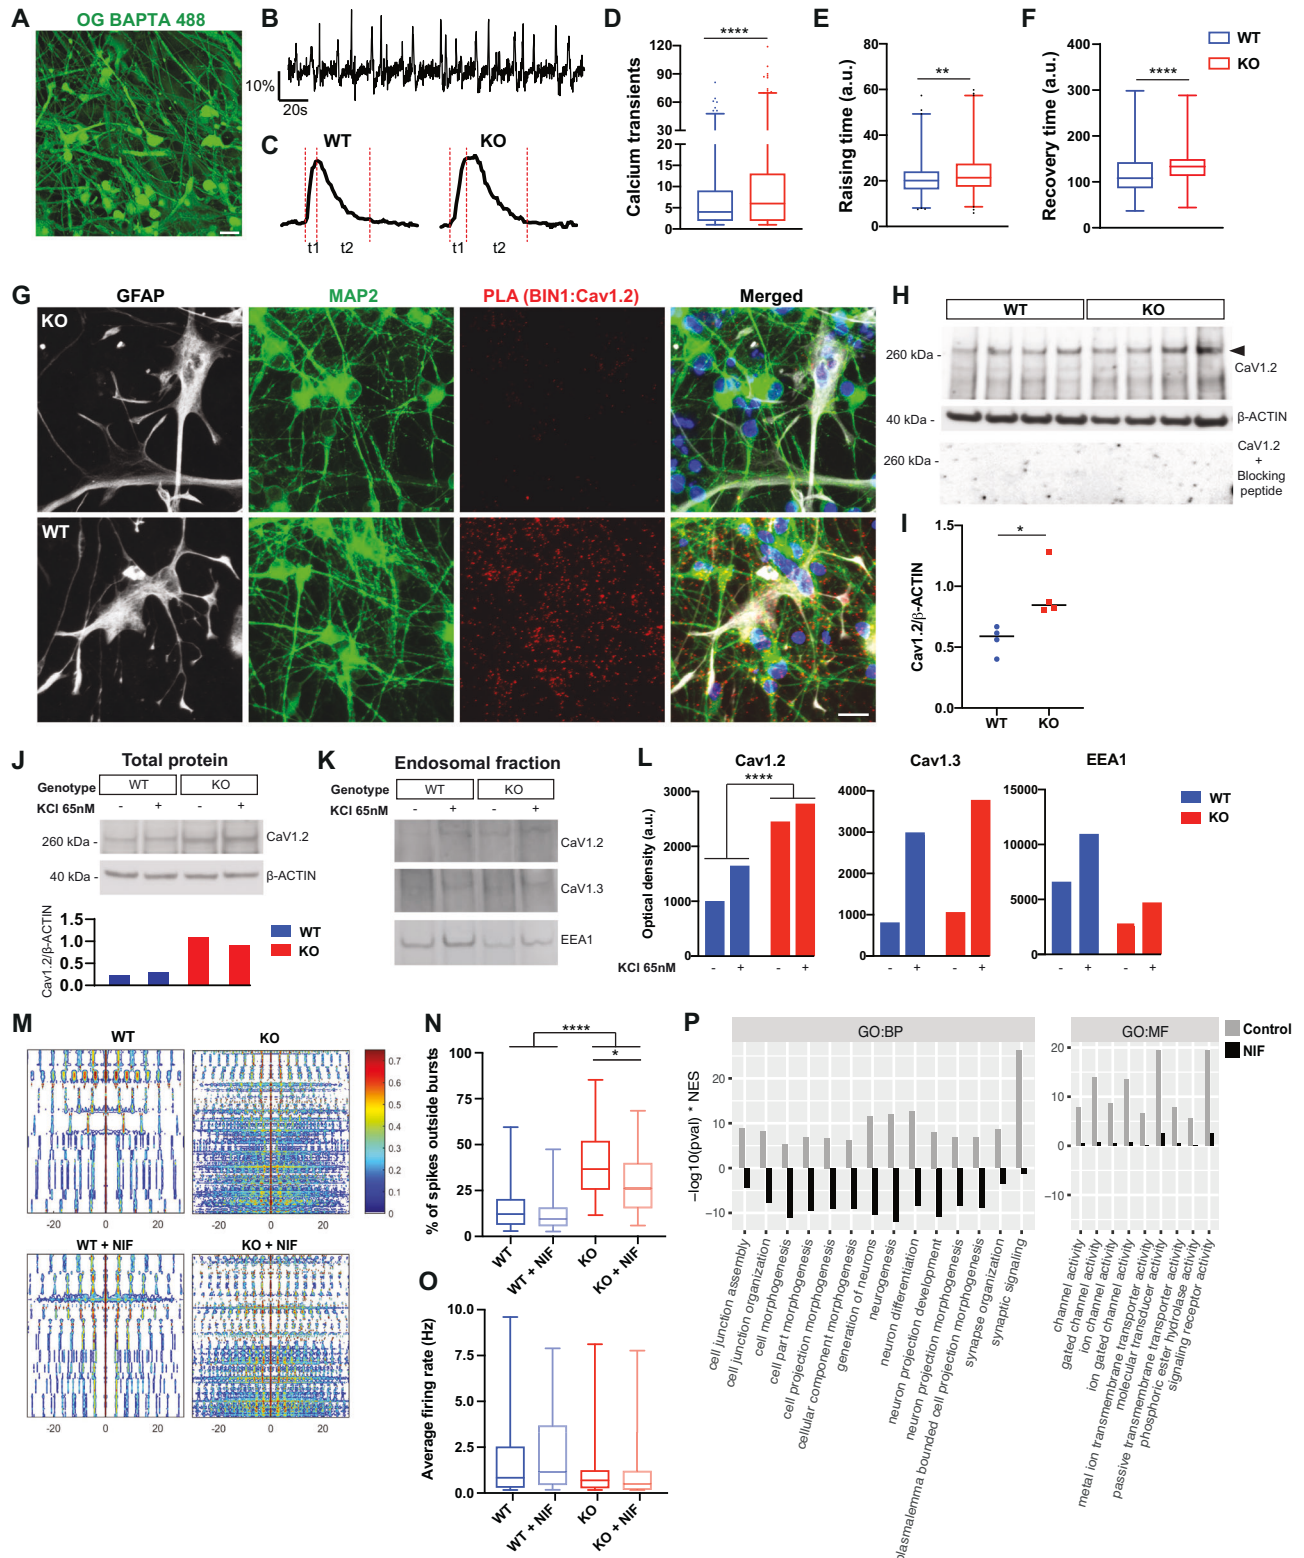 A
OG BAPTA 488
B
10%
20s
C
WT
KO
t1
t2
t1
t2
D
****
Calcium transients
120
90
60
30
20
15
10
5
0
E
**
Raising time (a.u.)
80
60
40
20
0
F
****
Recovery time (a.u.)
400
300
200
100
0
WT
KO
G
GFAP
MAP2
PLA (BIN1:Cav1.2)
Merged
KO
WT
H
WT
KO
260 kDa -
CaV1.2
40 kDa -
β-ACTIN
260 kDa -
CaV1.2
+
Blocking
peptide
I
*
Cav1.2/β-ACTIN
1.5
1.0
0.5
0.0
WT
KO
J
Total protein
Genotype
WT
KO
KCl 65nM
-
+
-
+
260 kDa -
CaV1.2
40 kDa -
β-ACTIN
Cav1.2/β-ACTIN
1.5
1.0
0.5
0.0
WT
KO
K
Endosomal fraction
Genotype
WT
KO
KCl 65nM
-
+
-
+
CaV1.2
CaV1.3
EEA1
L
Cav1.2
****
Optical density (a.u.)
3000
2000
1000
0
KCl 65nM
-
+
-
+
Cav1.3
4000
3000
2000
1000
0
-
+
-
+
EEA1
15000
10000
5000
0
-
+
-
+
WT
KO
M
WT
KO
-20
0
20
-20
0
20
0.7
0.6
0.5
0.4
0.3
0.2
0.1
0
WT + NIF
KO + NIF
-20
0
20
-20
0
20
N
****
*
% of spikes outside bursts
100
75
50
25
0
WT
WT + NIF
KO
KO + NIF
O
Average firing rate (Hz)
10.0
7.5
5.0
2.5
0.0
WT
WT + NIF
KO
KO + NIF
P
GO:BP
GO:MF
Control
NIF
−log10(pval) * NES
20
10
0
−10
20
10
0
−10
cell junction assembly
cell junction organization
cell morphogenesis
cell part morphogenesis
cell projection morphogenesis
cellular component morphogenesis
generation of neurons
neurogenesis
neuron differentiation
neuron projection development
neuron projection morphogenesis
plasmalemma bounded cell projection morphogenesis
synapse organization
synaptic signaling
channel activity
gated channel activity
ion channel activity
ion gated channel activity
metal ion transmembrane transporter activity
molecular transducer activity
passive transmembrane transporter activity
phosphoric ester hydrolase activity
signaling receptor activity